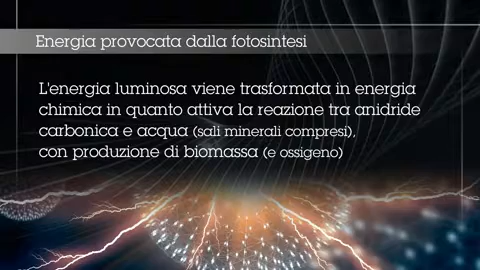 Energia provocata dalla fotosintesi
L'energia luminosa viene trasformata in energia
chimica in quanto attiva la reazione tra anidride
carbonica e acqua (sali minerali compresi),
con produzione di biomassa (e ossigeno)